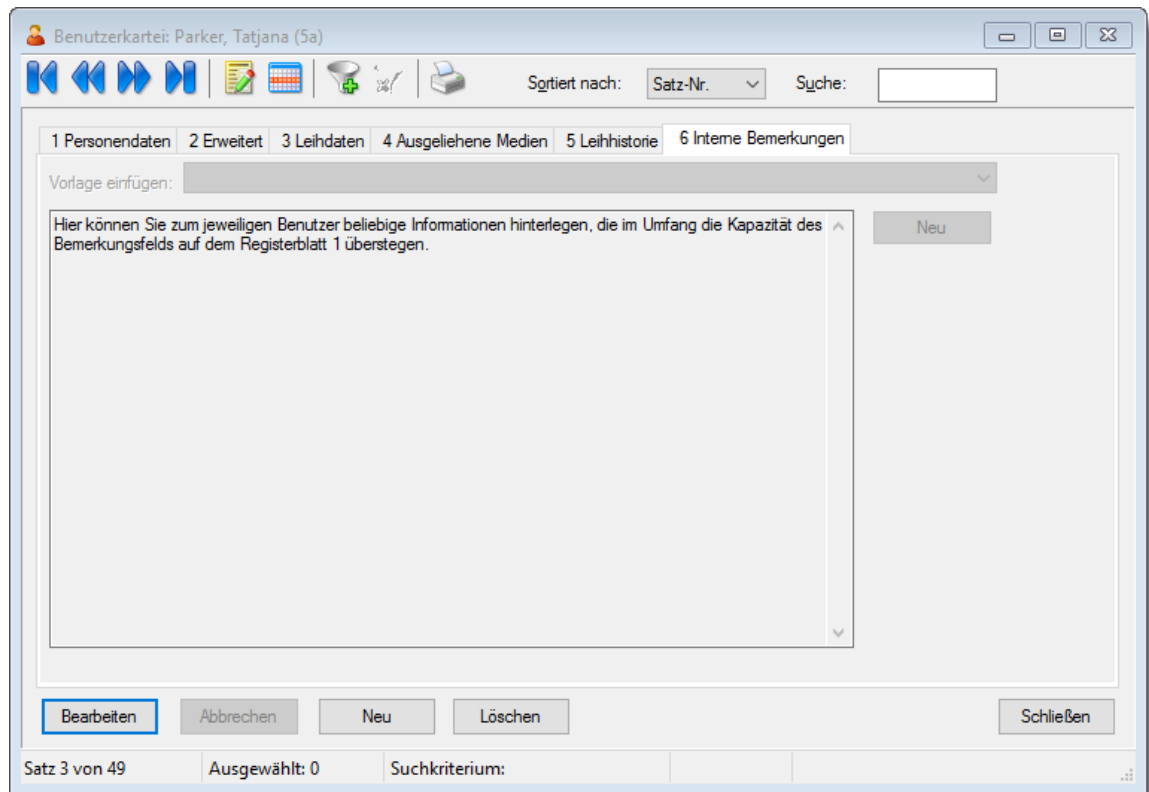 Benutzerkartei: Parker, Tatjana (5a)
Sortiert nach: Satz-Nr. Suche:
1 Personendaten 2 Erweitert 3 Leihdaten 4 Ausgeliehene Medien 5 Leihhistorie 6 Interne Bemerkungen
Vorlage einfügen:
Hier können Sie zum jeweiligen Benutzer beliebige Informationen hinterlegen, die im Umfang die Kapazität des
Bemerkungsfelds auf dem Registerblatt 1 überstegen.
Neu
Bearbeiten Abbrechen Neu Löschen Schließen
Satz 3 von 49 Ausgewählt: 0 Suchkriterium: